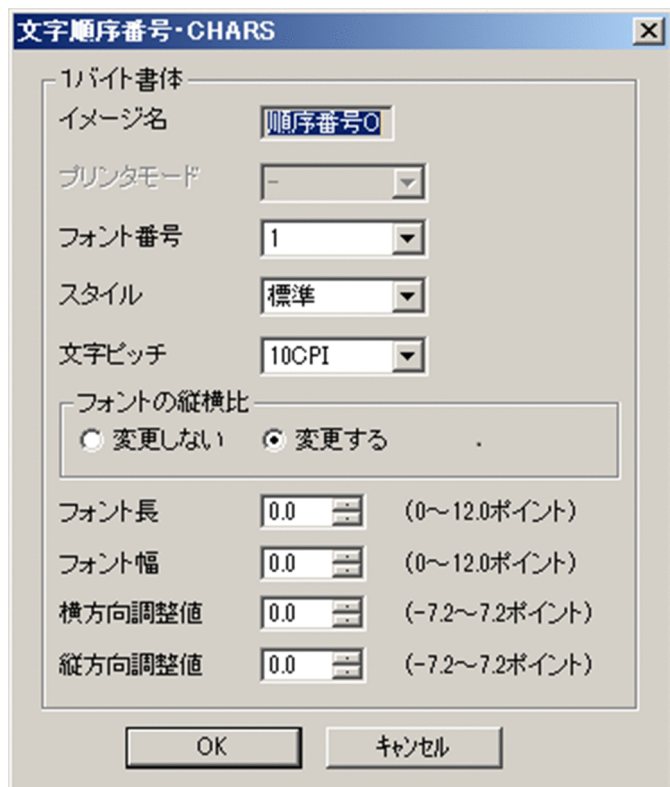 文字順序番号・CHARS
1バイト書体
イメージ名 順序番号0
プリンタモード -
フォント番号 1
スタイル 標準
文字ピッチ 10CPI
フォントの縦横比
変更しない 変更する .
フォント長 0.0 (0～12.0ポイント)
フォント幅 0.0 (0～12.0ポイント)
横方向調整値 0.0 (-7.2～7.2ポイント)
縦方向調整値 0.0 (-7.2～7.2ポイント)
OK キャンセル